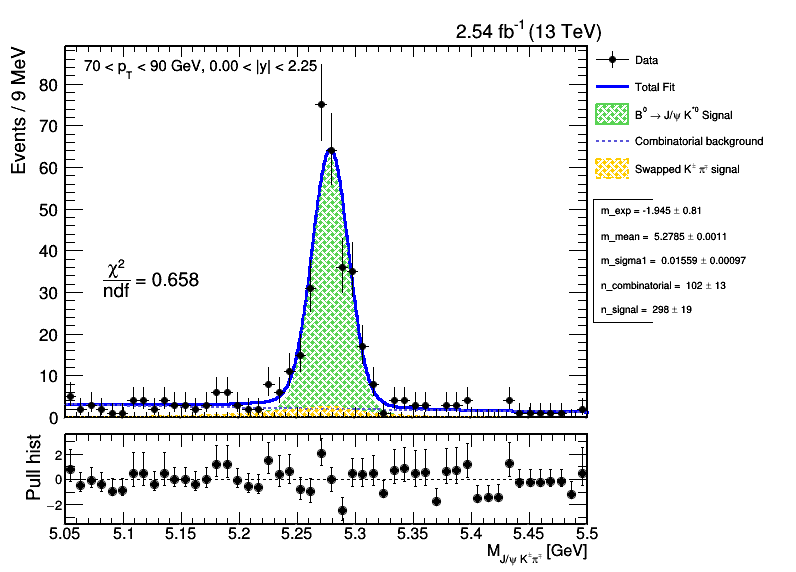 2.54 fb⁻¹ (13 TeV)
70 < p_T < 90 GeV, 0.00 < |y| < 2.25
Events / 9 MeV
80
70
60
50
40
30
20
10
0
χ²/ndf = 0.658
Data
Total Fit
B⁰ → J/ψ K*⁰ Signal
Combinatorial background
Swapped K± π∓ signal
m_exp = -1.945 ± 0.81
m_mean = 5.2785 ± 0.0011
m_sigma1 = 0.01559 ± 0.00097
n_combinatorial = 102 ± 13
n_signal = 298 ± 19
Pull hist
2
0
−2
5.05 5.1 5.15 5.2 5.25 5.3 5.35 5.4 5.45 5.5
M_J/ψ K±π∓ [GeV]